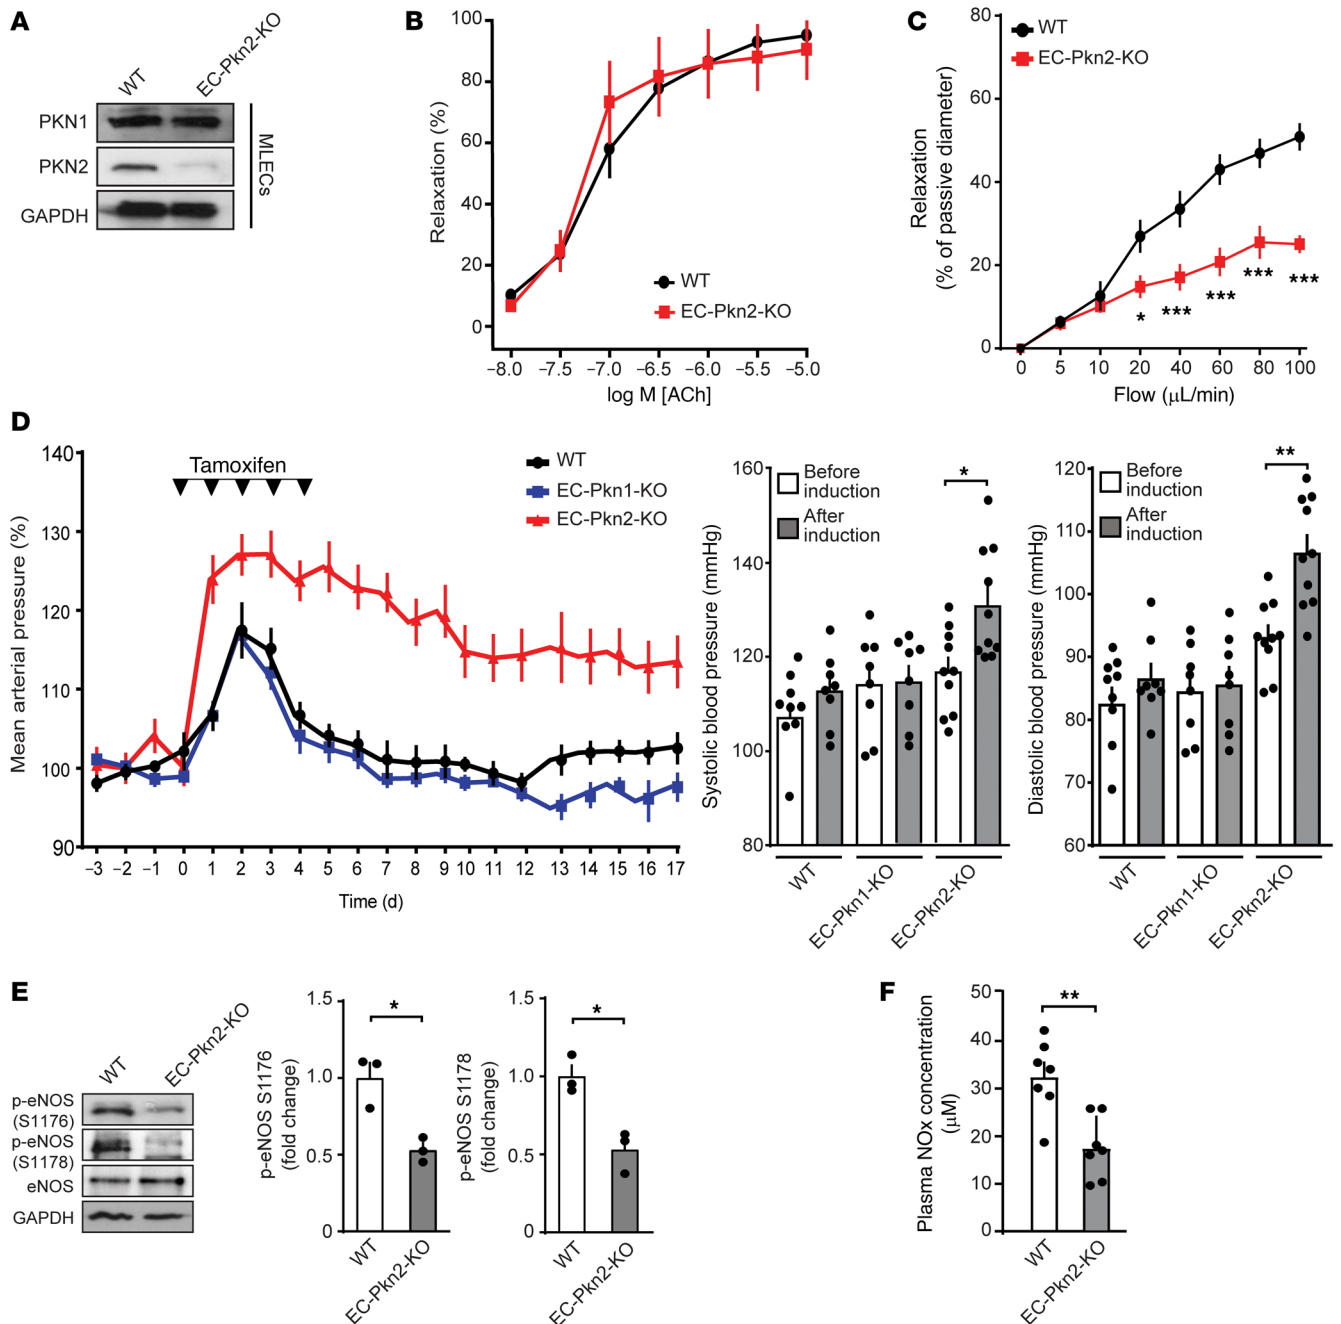 A
WT
EC-Pkn2-KO
PKN1
PKN2
GAPDH
MLECs
B
Relaxation (%)
100
80
60
40
20
0
WT
EC-Pkn2-KO
−8.0 −7.5 −7.0 −6.5 −6.0 −5.5 −5.0
log M [ACh]
C
Relaxation
(% of passive diameter)
80
60
40
20
0
WT
EC-Pkn2-KO
* *** *** *** ***
0 5 10 20 40 60 80 100
Flow (μL/min)
D
Mean arterial pressure (%)
140
130
120
110
100
90
Tamoxifen
WT
EC-Pkn1-KO
EC-Pkn2-KO
−3 −2 −1 0 1 2 3 4 5 6 7 8 9 10 11 12 13 14 15 16 17
Time (d)
Systolic blood pressure (mmHg)
160
140
120
100
80
Before
induction
After
induction
*
WT
EC-Pkn1-KO
EC-Pkn2-KO
Diastolic blood pressure (mmHg)
120
110
100
90
80
70
60
Before
induction
After
induction
**
WT
EC-Pkn1-KO
EC-Pkn2-KO
E
WT
EC-Pkn2-KO
p-eNOS
(S1176)
p-eNOS
(S1178)
eNOS
GAPDH
p-eNOS S1176
(fold change)
1.5
1.0
0.5
0
*
WT
EC-Pkn2-KO
p-eNOS S1178
(fold change)
1.5
1.0
0.5
0
*
WT
EC-Pkn2-KO
F
Plasma NOx concentration
(μM)
50
40
30
20
10
0
**
WT
EC-Pkn2-KO